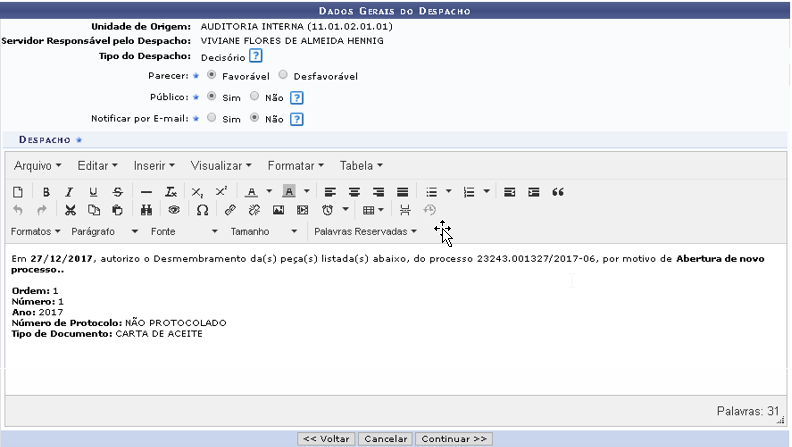 DADOS GERAIS DO DESPACHO
Unidade de Origem: AUDITORIA INTERNA (11.01.02.01.01)
Servidor Responsável pelo Despacho: VIVIANE FLORES DE ALMEIDA HENNIG
Tipo do Despacho: Decisório ?
Parecer: ★ Favorável Desfavorável
Público: ★ Sim Não ?
Notificar por E-mail: ★ Sim Não ?
DESPACHO ★
Arquivo Editar Inserir Visualizar Formatar Tabela
Formatos Parágrafo Fonte Tamanho Palavras Reservadas
Em 27/12/2017, autorizo o Desmembramento da(s) peça(s) listada(s) abaixo, do processo 23243.001327/2017-06, por motivo de Abertura de novo
processo..
Ordem: 1
Número: 1
Ano: 2017
Número de Protocolo: NÃO PROTOCOLADO
Tipo de Documento: CARTA DE ACEITE
Palavras: 31
<< Voltar Cancelar Continuar >>